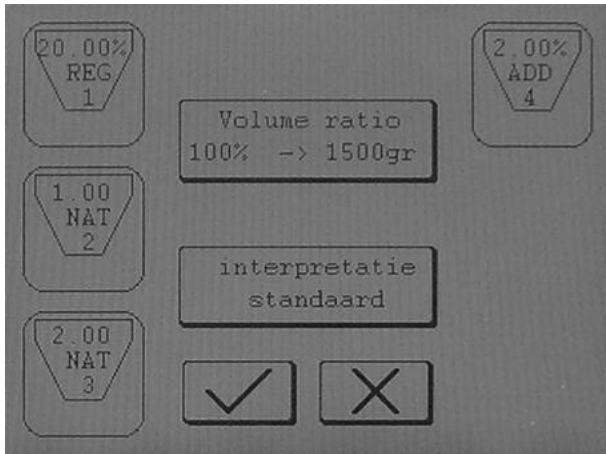 20.00%
REG
1
2.00%
ADD
4
Volume ratio
100% -> 1500gr
1.00
NAT
2
interpretatie
standaard
2.00
NAT
3